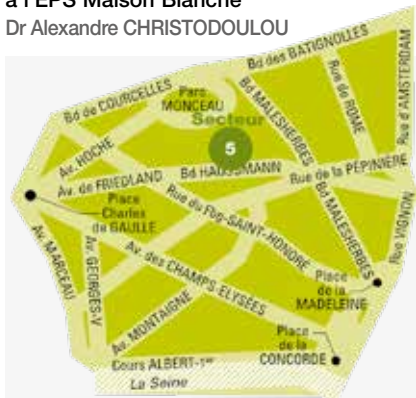 à l'EPS Maison Blanche
Dr Alexandre CHRISTODOULOU
Bd des BATIGNOLLES
Rue d'AMSTERDAM
Rue de ROME
Bd de COURCELLES
Parc
MONCEAU
Bd MALESHERBES
Secteur
5
Av. HOCHE
Bd HAUSSMANN
Rue de la PÉPINIÈRE
Av. de FRIEDLAND
Place
Charles
de GAULLE
Rue du Fbg-SAINT-HONORÉ
Bd MALESHERBES
Rue VIGNON
Av. MARCEAU
Av. GEORGES-V
Av. des CHAMPS-ELYSÉES
Av. MONTAIGNE
Place
de la
MADELEINE
Place
de la
CONCORDE
Cours ALBERT-1er
La Seine